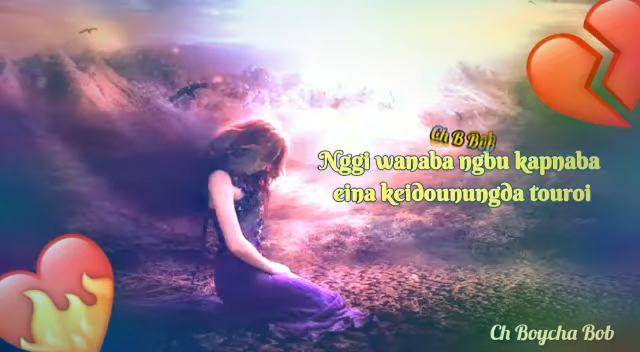 Ch B Bob
Nggi wanaba ngbu kapnaba
eina keidounungda touroi
Ch Boycha Bob